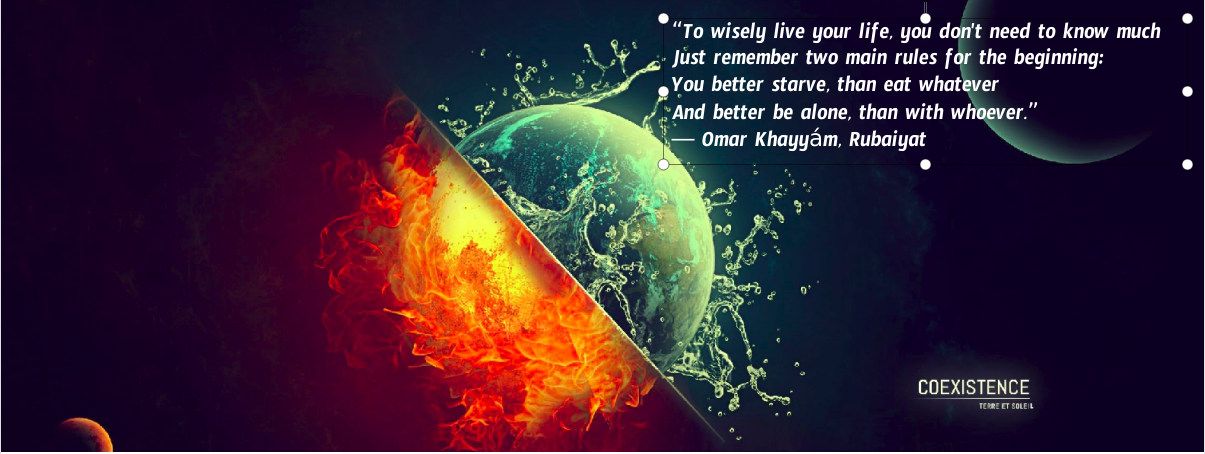 “To wisely live your life, you don't need to know much
Just remember two main rules for the beginning:
You better starve, than eat whatever
And better be alone, than with whoever.”
— Omar Khayyám, Rubaiyat
COEXISTENCE
TERRE ET SOLEIL